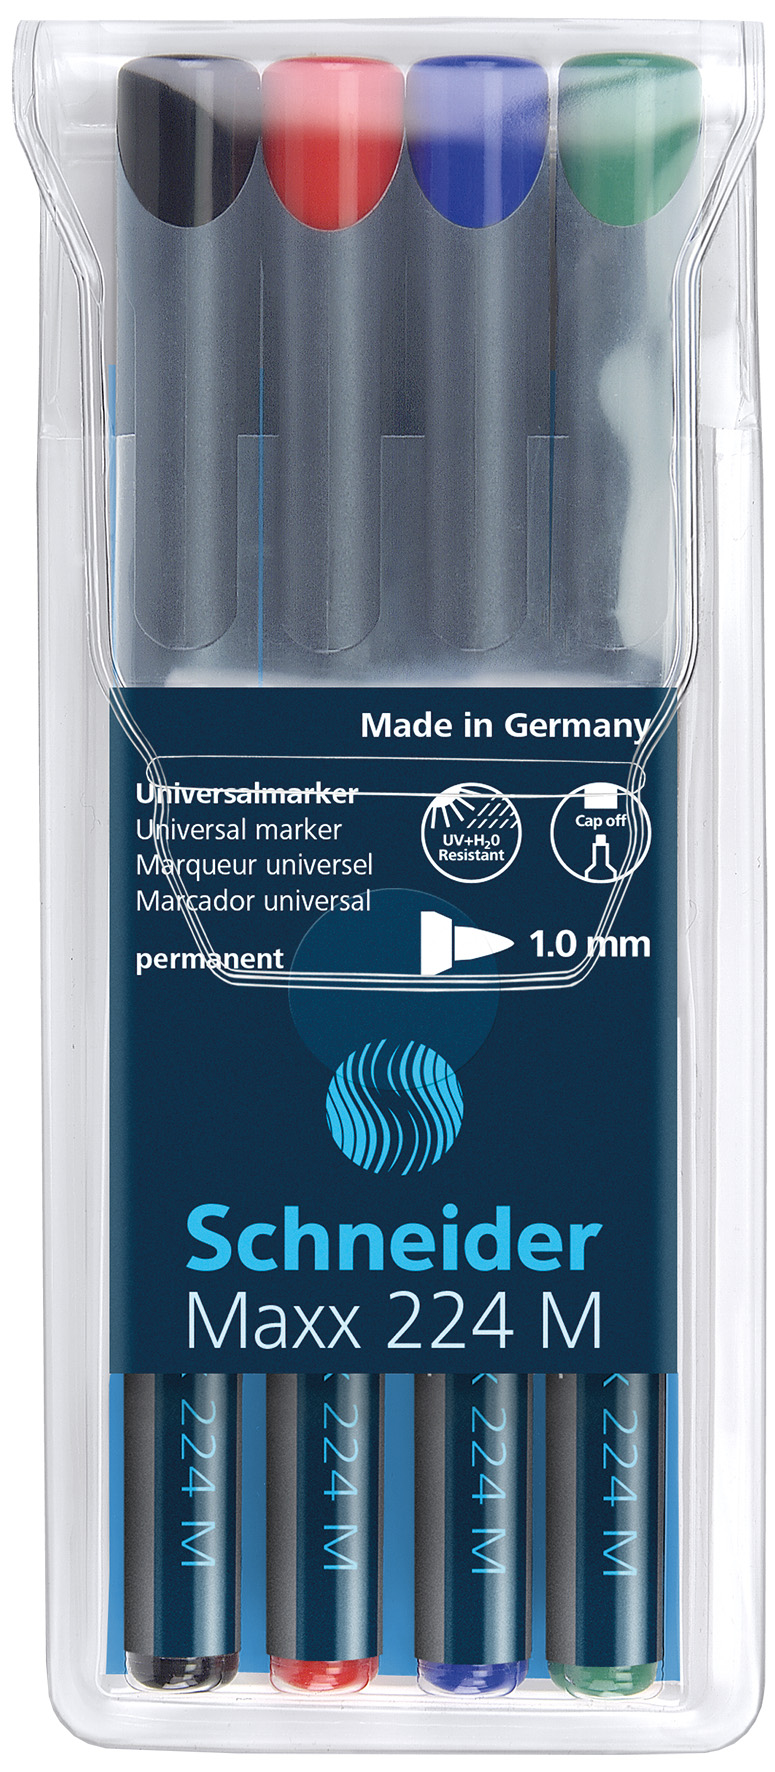 Made in Germany
Universalmarker
Universal marker
Marqueur universel
Marcador universal
permanent
UV+H₂0
Resistant
Cap off
1.0 mm
Schneider
Maxx 224 M
x 224 M
x 224 M
x 224 M
x 224 M